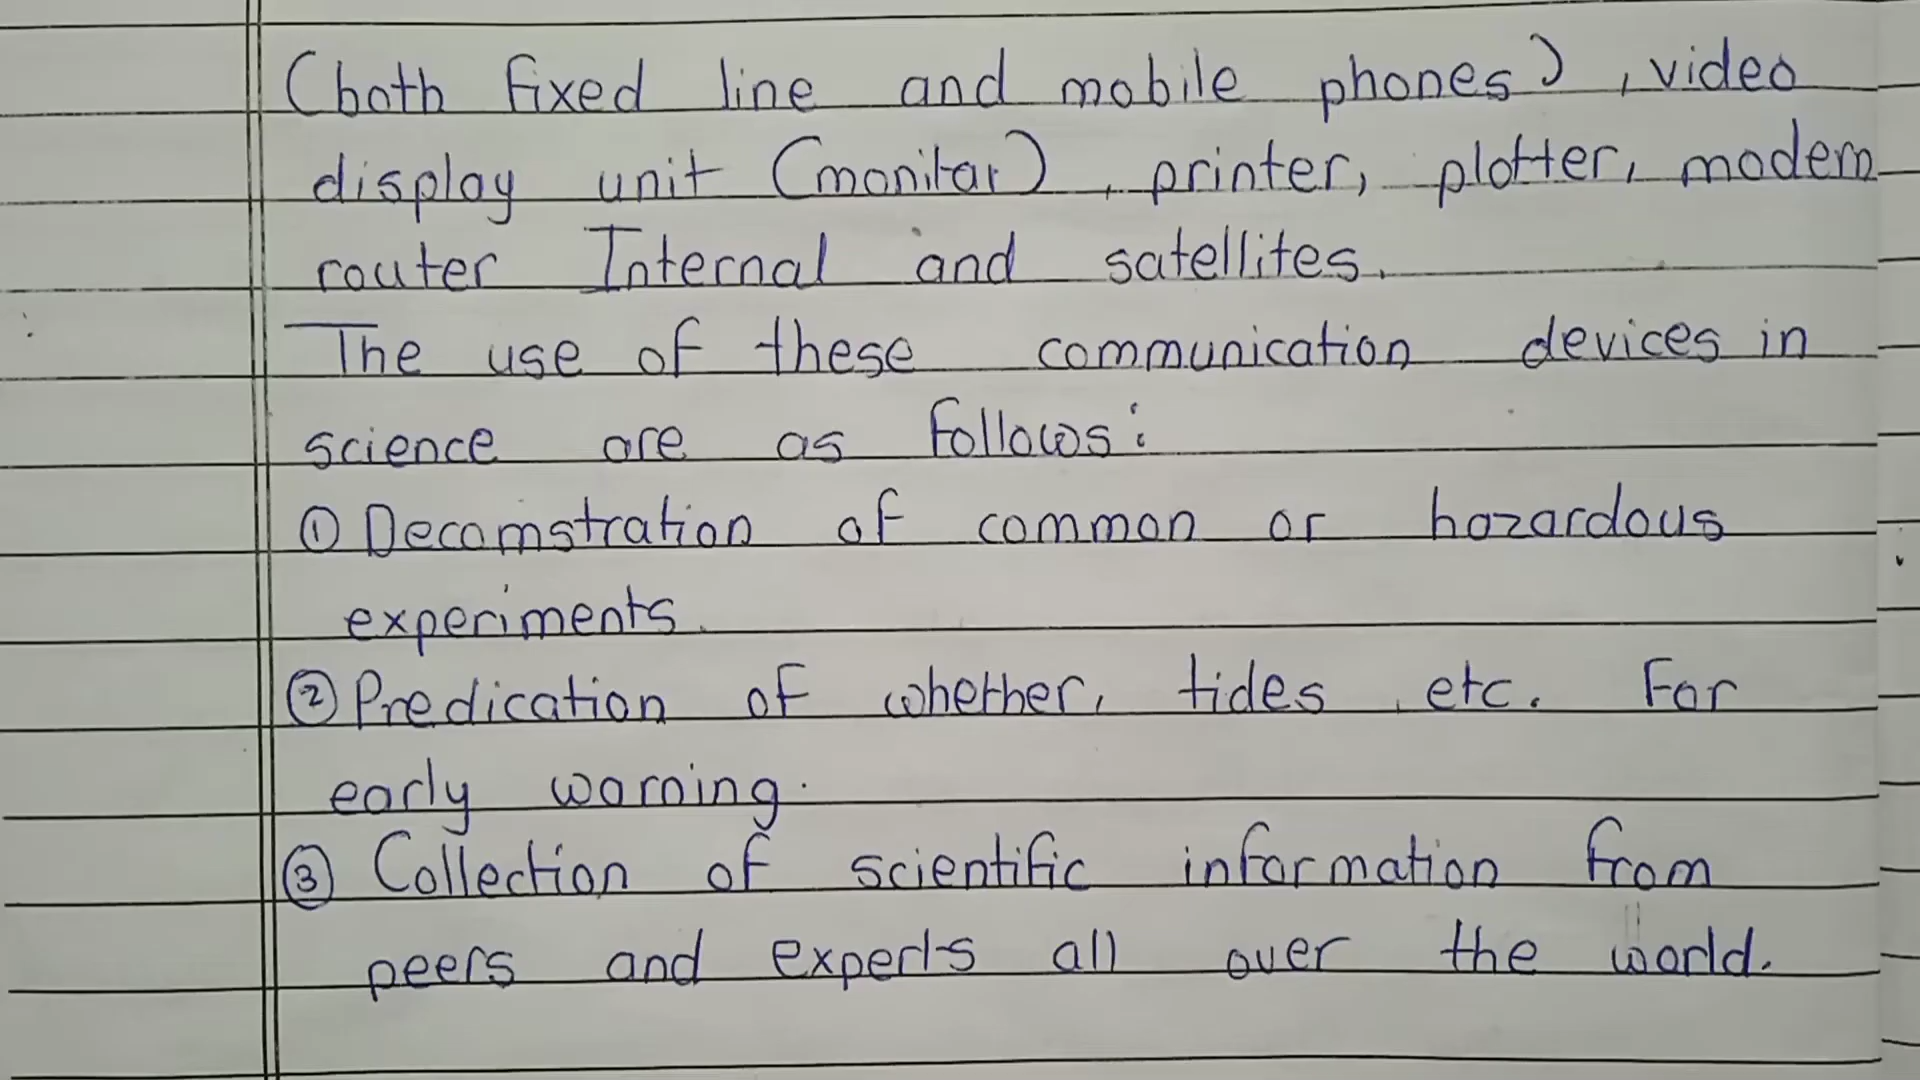 (both fixed line and mobile phones) , video
display unit (monitor) , printer, plotter, modem
router Internal and satellites.
The use of these communication devices in
science are as follows:
① Decomstration of common or hazardous
experiments.
② Predication of whether, tides , etc. For
early warning.
③ Collection of scientific information from
peers and experts all over the world.